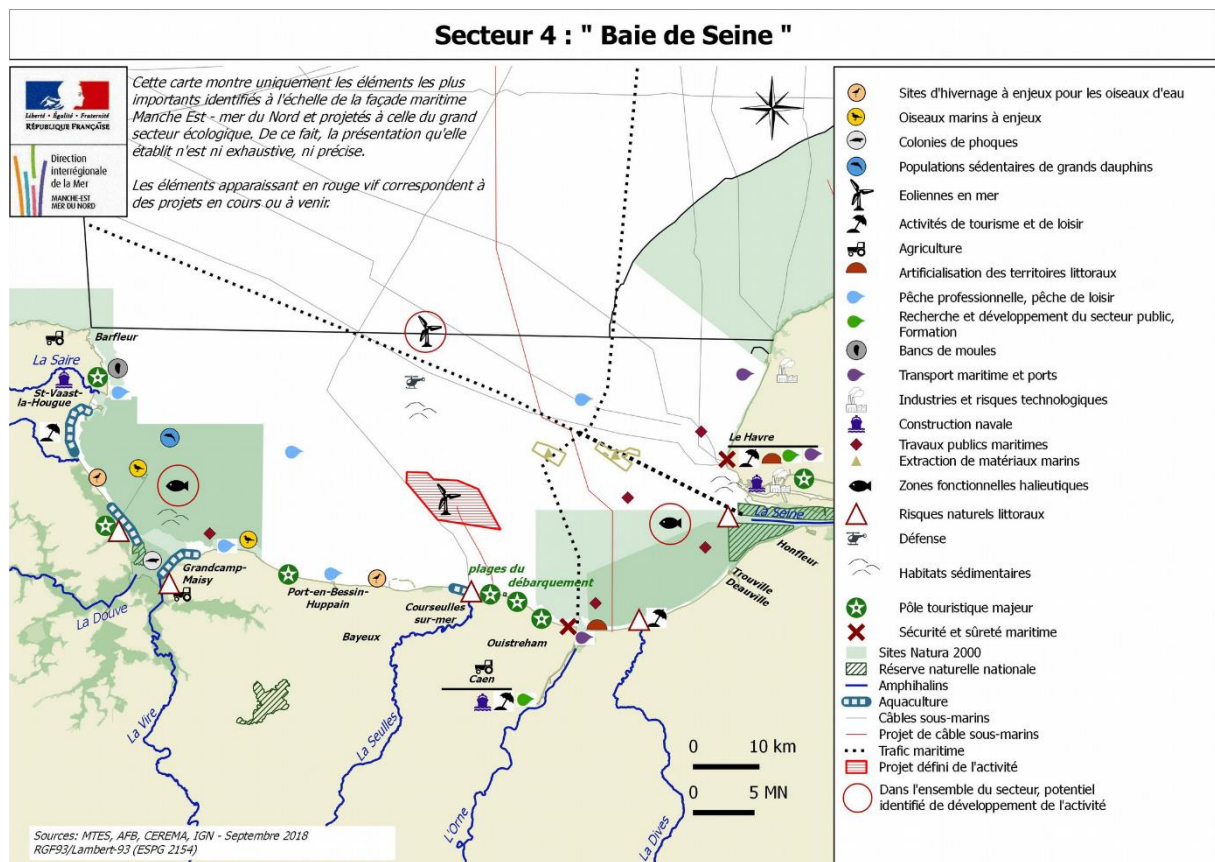 Secteur 4 : " Baie de Seine "
Liberté • Égalité • Fraternité
RÉPUBLIQUE FRANÇAISE
Direction
interrégionale
de la Mer
MANCHE-EST
MER DU NORD
Cette carte montre uniquement les éléments les plus
importants identifiés à l'échelle de la façade maritime
Manche Est - mer du Nord et projetés à celle du grand
secteur écologique. De ce fait, la présentation qu'elle
établit n'est ni exhaustive, ni précise.
Les éléments apparaissant en rouge vif correspondent à
des projets en cours ou à venir.
Barfleur
La Saire
St-Vaast-
la-Hougue
Le Havre
La Seine
Honfleur
Trouville
Deauville
Grandcamp-
Maisy
La Douve
Port-en-Bessin-
Huppain
plages du
débarquement
Courseulles
sur-mer
Bayeux
Ouistreham
Caen
La Vire
La Seulles
L'Orne
La Dives
0 10 km
0 5 MN
Sources: MTES, AFB, CEREMA, IGN - Septembre 2018
RGF93/Lambert-93 (ESPG 2154)
Sites d'hivernage à enjeux pour les oiseaux d'eau
Oiseaux marins à enjeux
Colonies de phoques
Populations sédentaires de grands dauphins
Eoliennes en mer
Activités de tourisme et de loisir
Agriculture
Artificialisation des territoires littoraux
Pêche professionnelle, pêche de loisir
Recherche et développement du secteur public,
Formation
Bancs de moules
Transport maritime et ports
Industries et risques technologiques
Construction navale
Travaux publics maritimes
Extraction de matériaux marins
Zones fonctionnelles halieutiques
Risques naturels littoraux
Défense
Habitats sédimentaires
Pôle touristique majeur
Sécurité et sûreté maritime
Sites Natura 2000
Réserve naturelle nationale
Amphihalins
Aquaculture
Câbles sous-marins
Projet de câble sous-marins
Trafic maritime
Projet défini de l'activité
Dans l'ensemble du secteur, potentiel
identifié de développement de l'activité